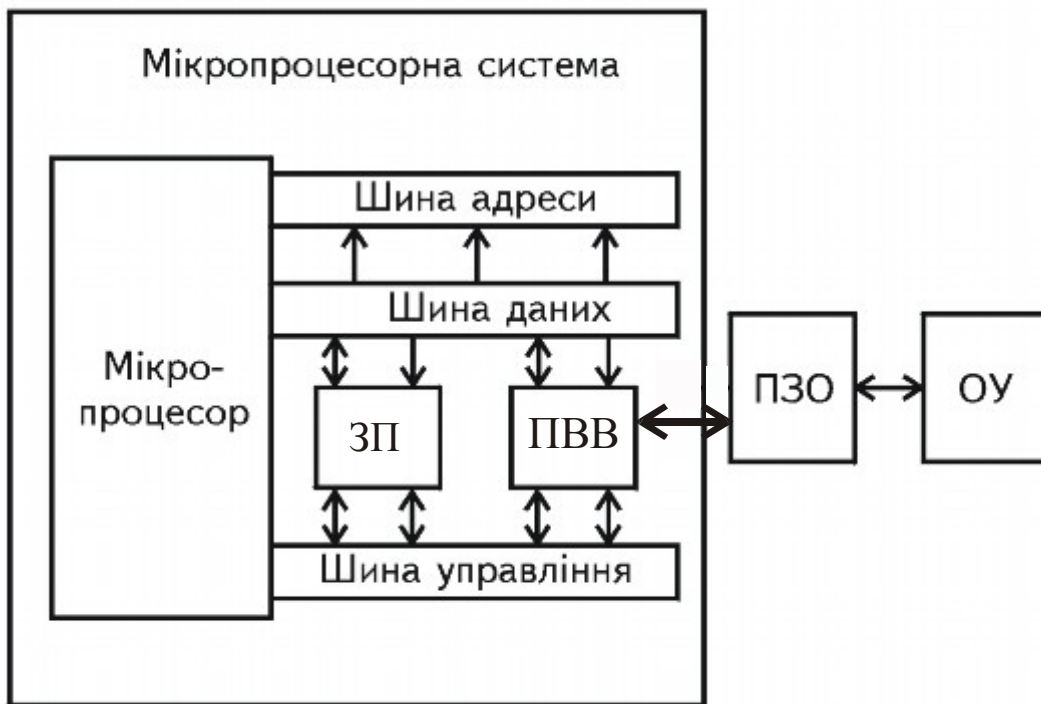 Мікропроцесорна система
Шина адреси
Шина даних
Мікро-
процесор
ЗП
ПВВ
ПЗО
ОУ
Шина управління